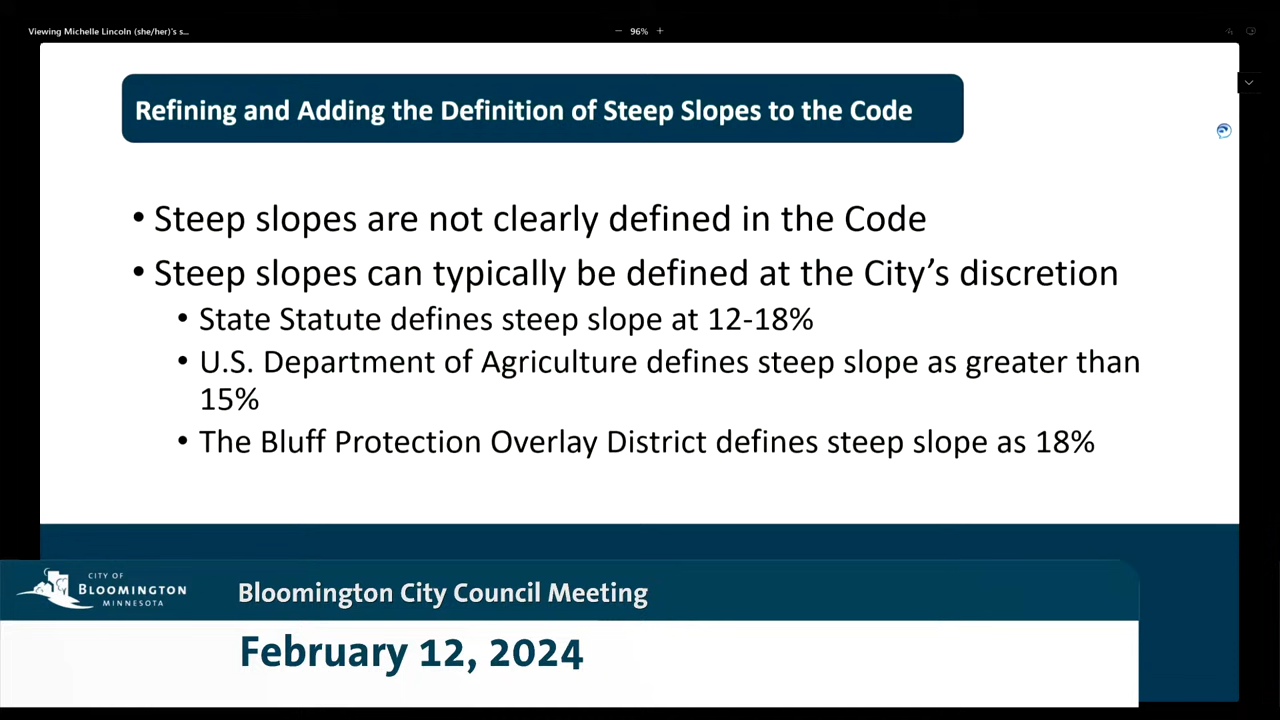 Viewing Michelle Lincoln (she/her)'s s...
— 96% +
Refining and Adding the Definition of Steep Slopes to the Code
• Steep slopes are not clearly defined in the Code
• Steep slopes can typically be defined at the City’s discretion
• State Statute defines steep slope at 12-18%
• U.S. Department of Agriculture defines steep slope as greater than
15%
• The Bluff Protection Overlay District defines steep slope as 18%
CITY OF
BLOOMINGTON
MINNESOTA
Bloomington City Council Meeting
February 12, 2024